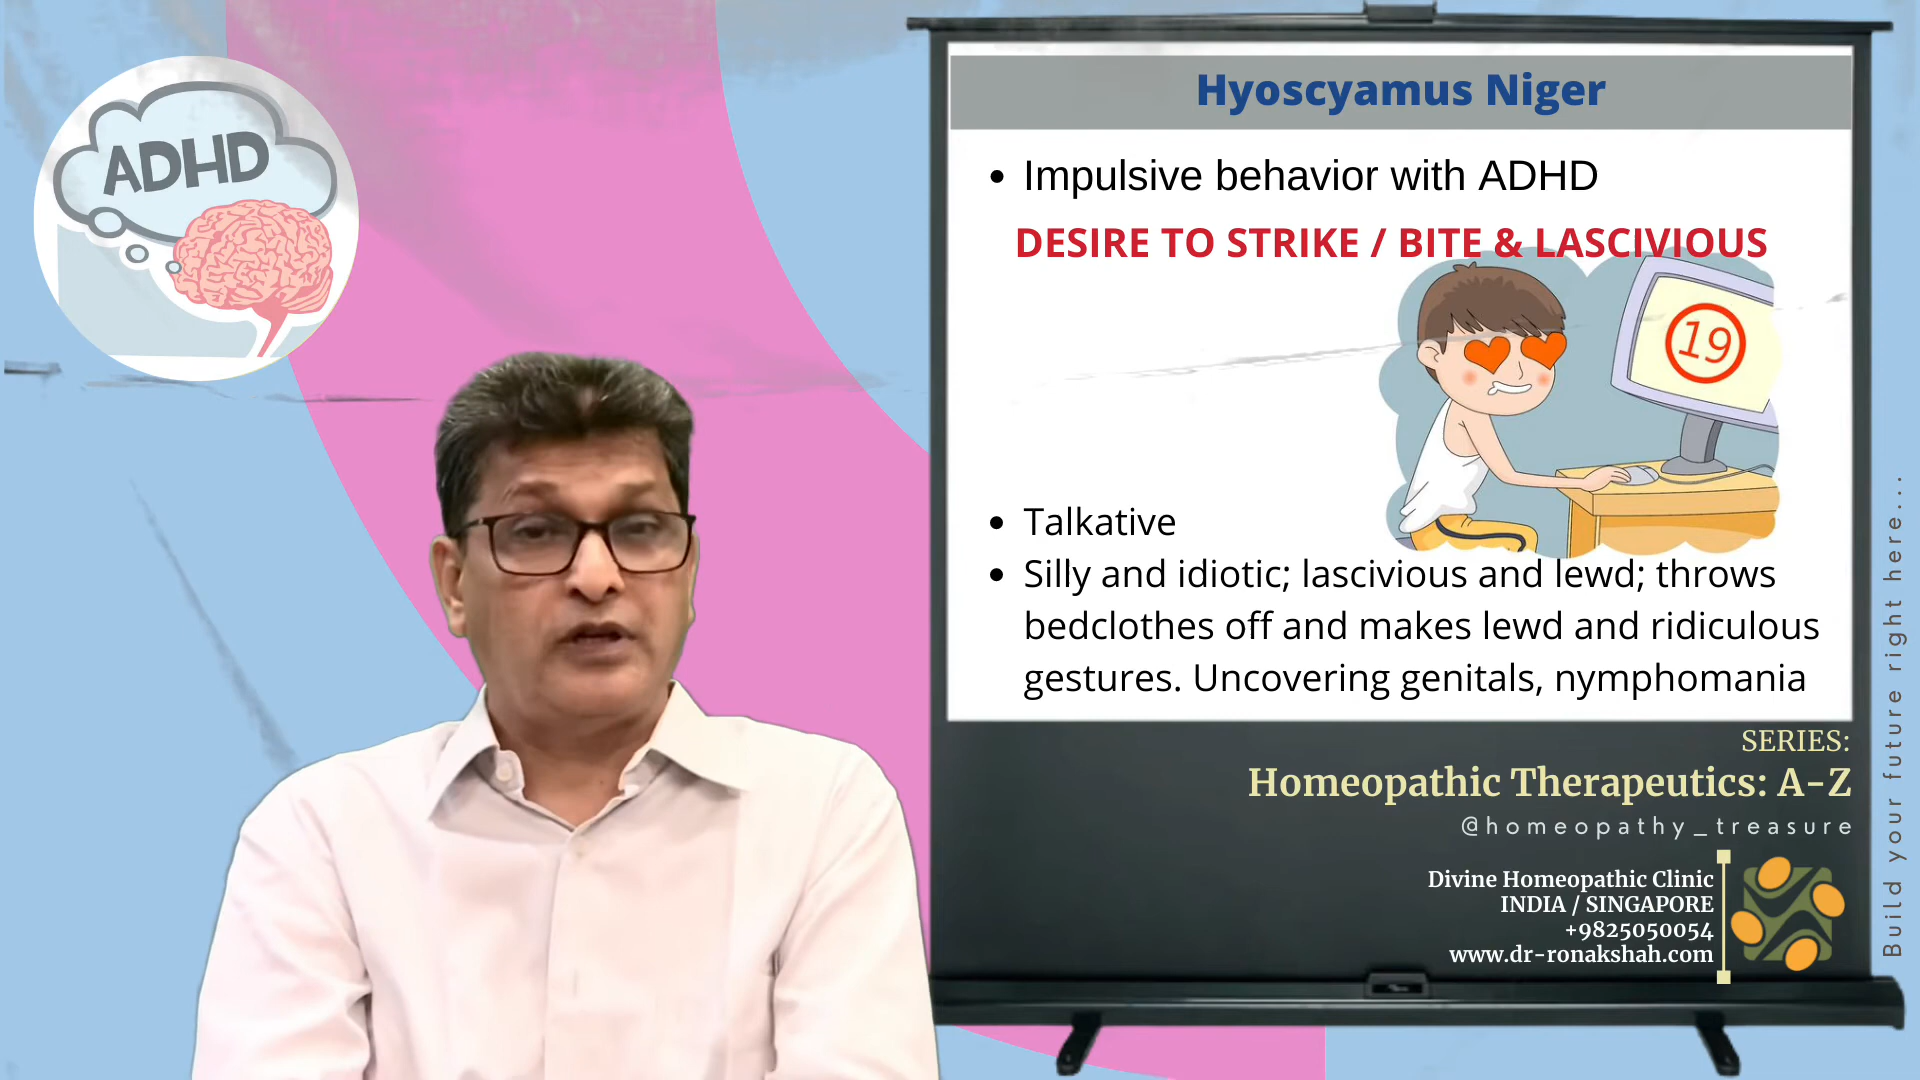 ADHD
Hyoscyamus Niger
• Impulsive behavior with ADHD
DESIRE TO STRIKE / BITE & LASCIVIOUS
19
• Talkative
• Silly and idiotic; lascivious and lewd; throws
bedclothes off and makes lewd and ridiculous
gestures. Uncovering genitals, nymphomania
SERIES:
Homeopathic Therapeutics: A-Z
@homeopathy_treasure
Divine Homeopathic Clinic
INDIA / SINGAPORE
+9825050054
www.dr-ronakshah.com
Build your future right here...